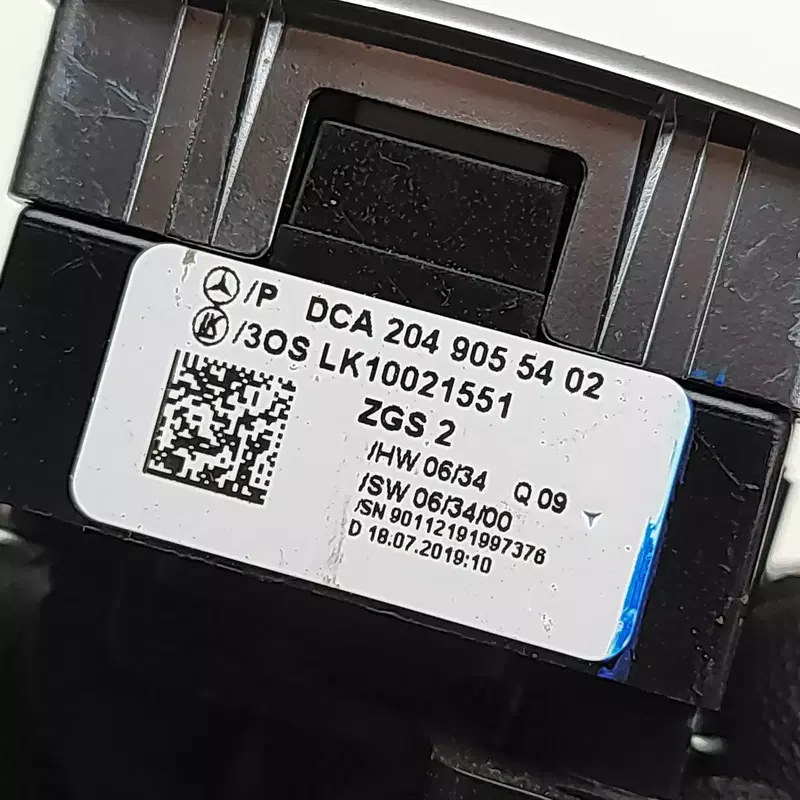 /P DCA 204 905 54 02
LK /3OS LK10021551
ZGS 2
/HW 06/34 Q 09
/SW 06/34/00
/SN 90112191997376
D 18.07.2019:10